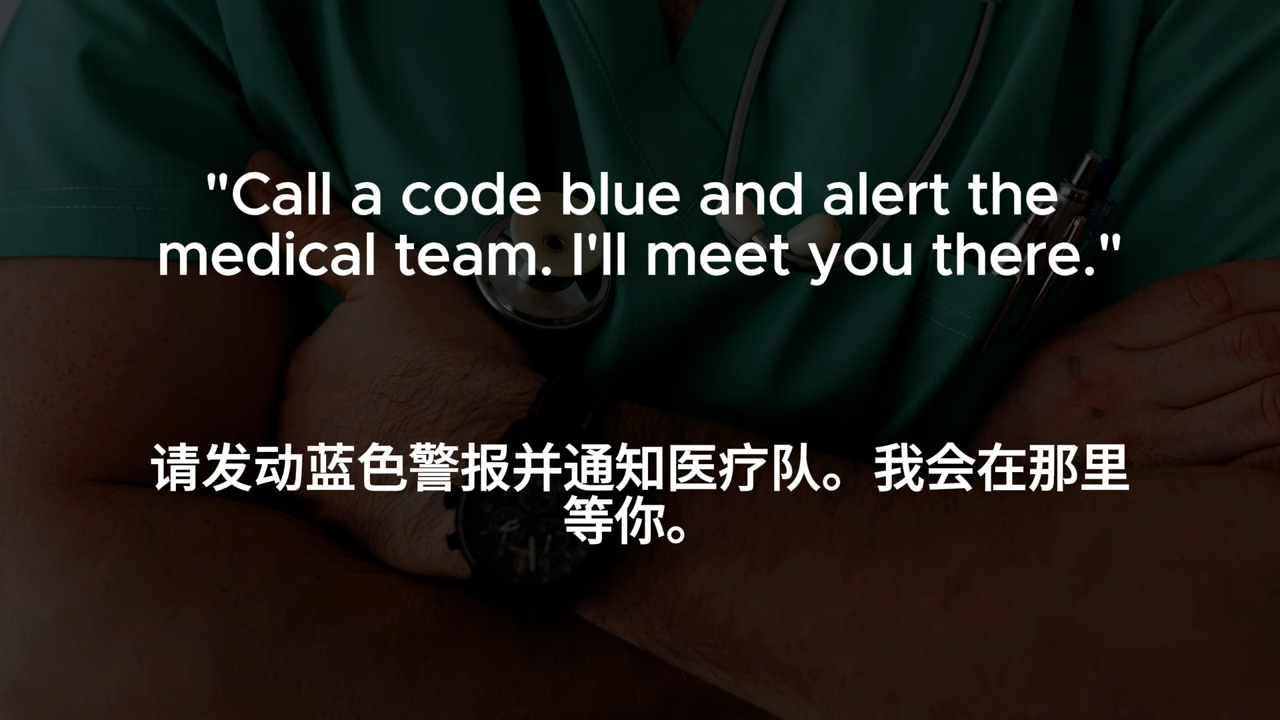 "Call a code blue and alert the
medical team. I'll meet you there."
请发动蓝色警报并通知医疗队。我会在那里
等你。